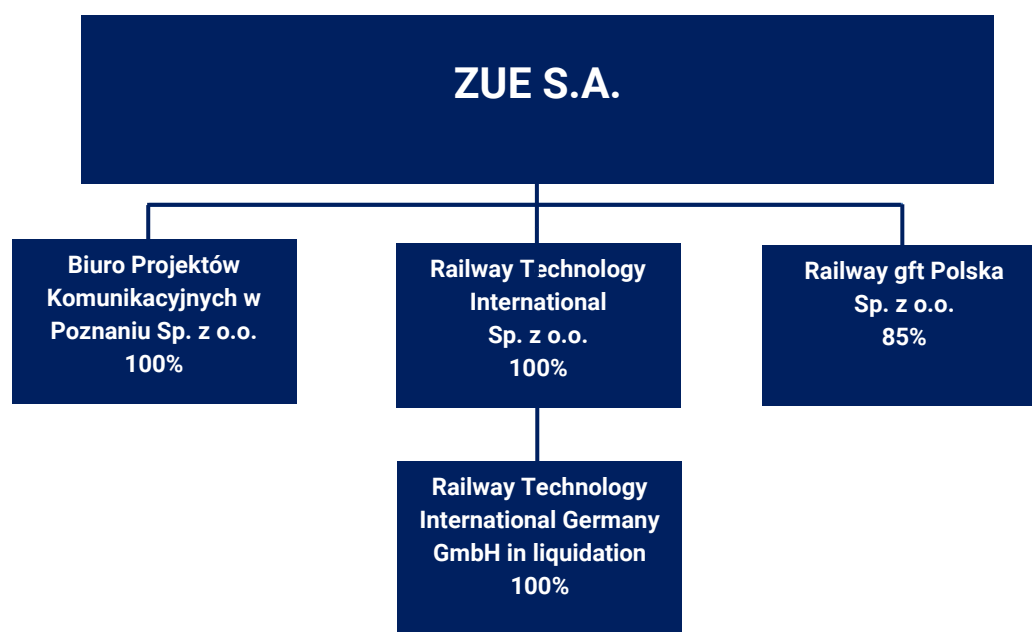 ZUE S.A.
Biuro Projektów
Komunikacyjnych w
Poznaniu Sp. z o.o.
100%
Railway Technology
International
Sp. z o.o.
100%
Railway gft Polska
Sp. z o.o.
85%
Railway Technology
International Germany
GmbH in liquidation
100%